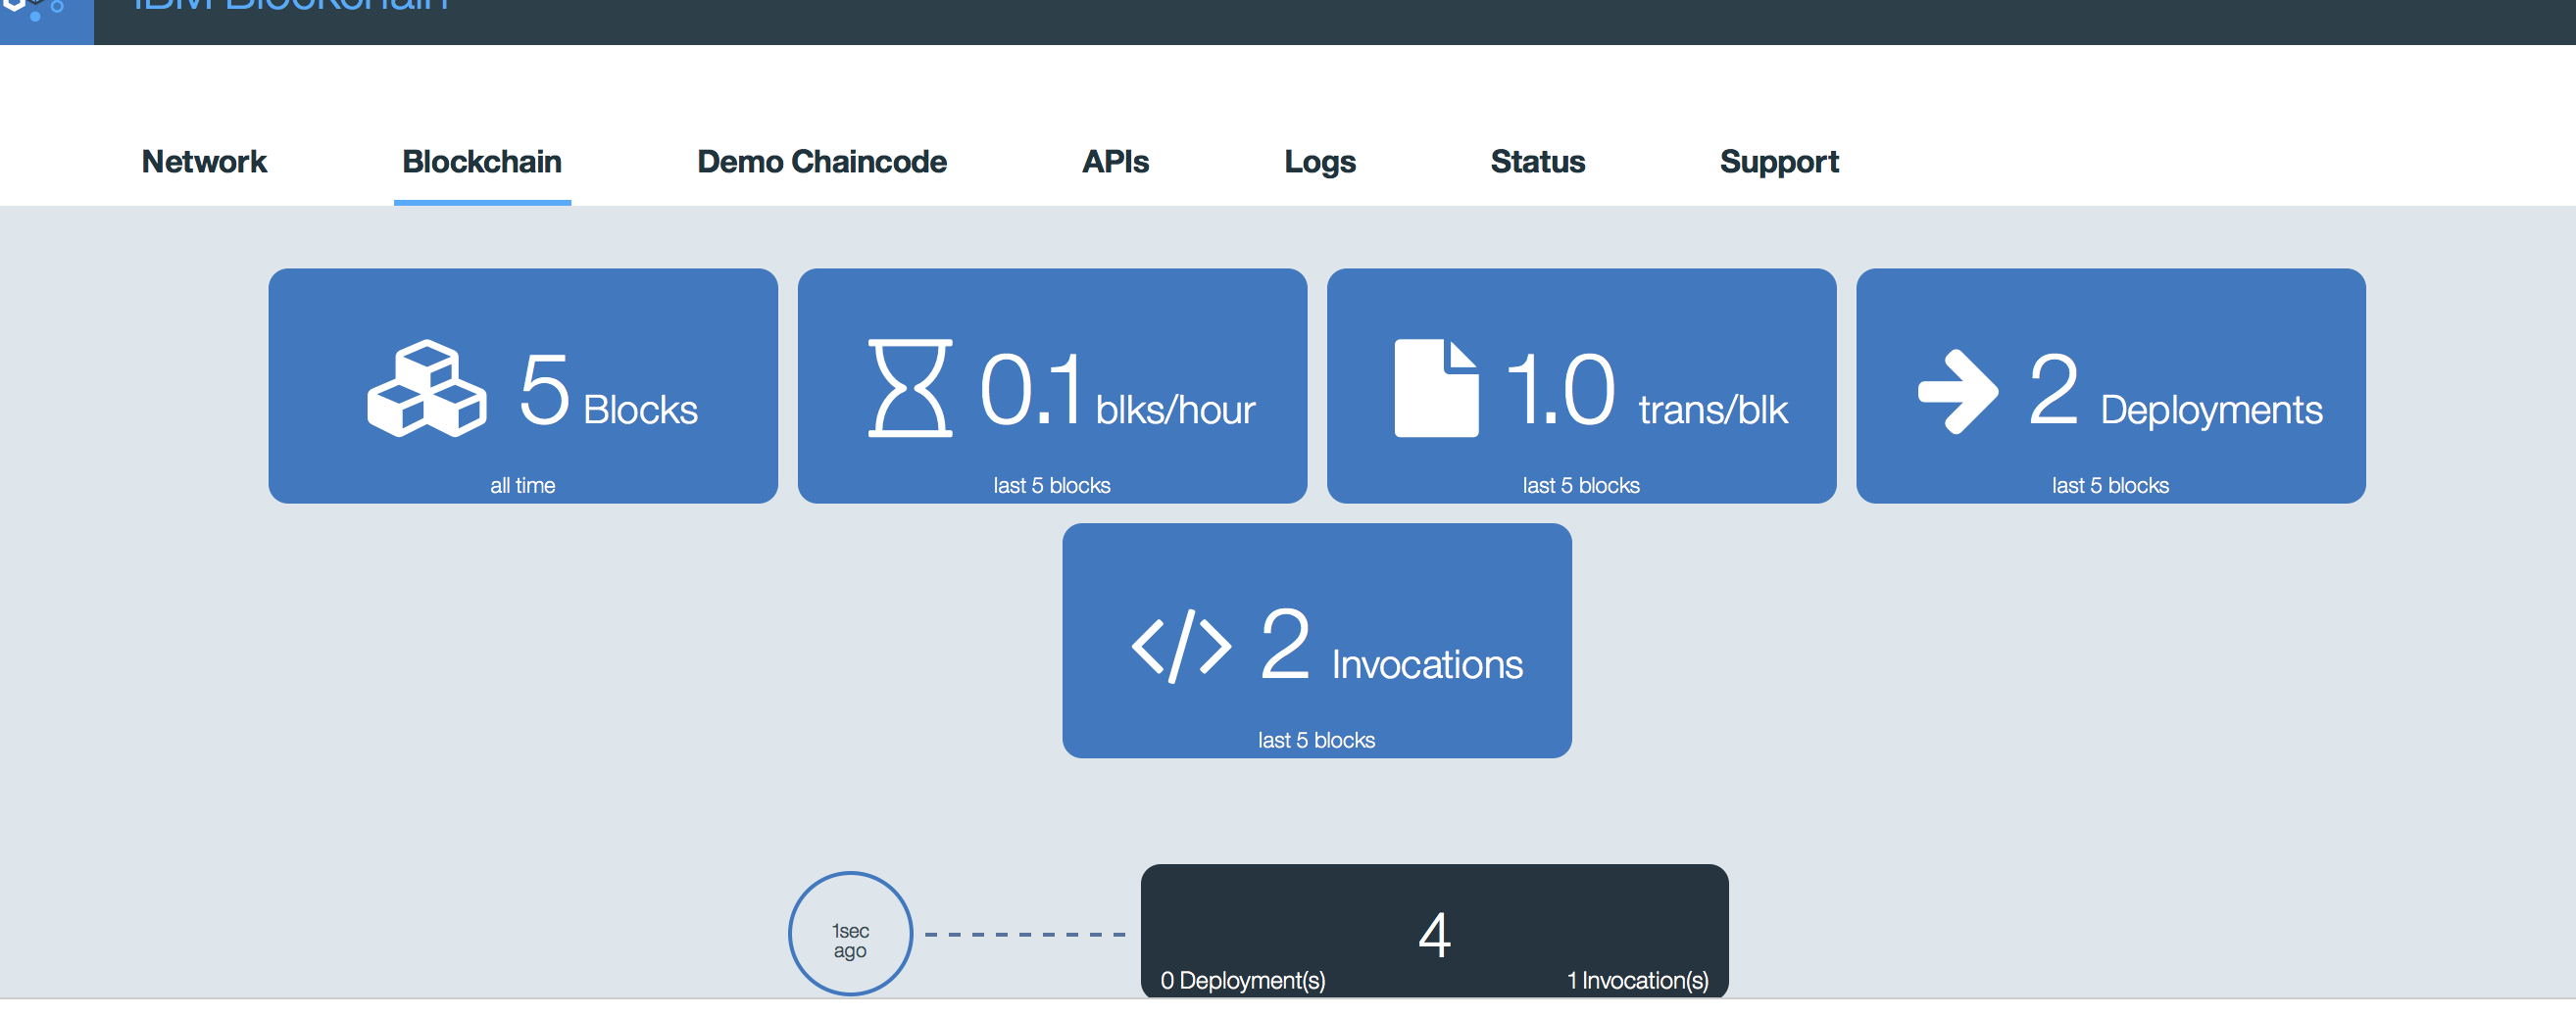 IBM Blockchain
Network Blockchain Demo Chaincode APIs Logs Status Support
5 Blocks
all time
0.1 blks/hour
last 5 blocks
1.0 trans/blk
last 5 blocks
2 Deployments
last 5 blocks
2 Invocations
last 5 blocks
1sec
ago
4
0 Deployment(s) 1 Invocation(s)